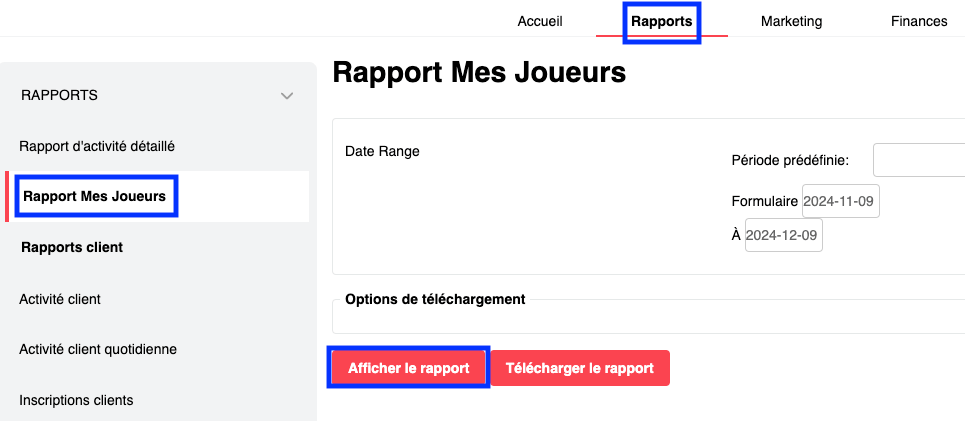 Accueil Rapports Marketing Finances
RAPPORTS
Rapport d'activité détaillé
Rapport Mes Joueurs
Rapports client
Activité client
Activité client quotidienne
Inscriptions clients
Rapport Mes Joueurs
Date Range
Période prédéfinie:
Formulaire 2024-11-09
À 2024-12-09
Options de téléchargement
Afficher le rapport Télécharger le rapport